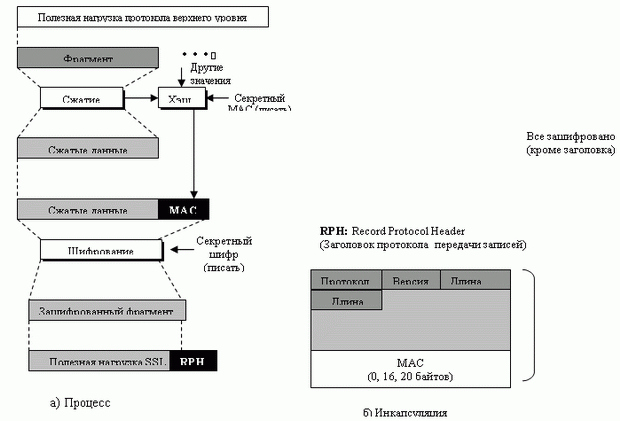 Полезная нагрузка протокола верхнего уровня
Фрагмент
Другие
значения
Сжатие
Хэш
Секретный
MAC (писать)
Сжатые данные
Все зашифровано
(кроме заголовка)
Сжатые данные
MAC
Шифрование
Секретный
шифр
(писать)
RPH: Record Protocol Header
(Заголовок протокола передачи записей)
Протокол
Версия
Длина
Длина
Зашифрованный фрагмент
Полезная нагрузка SSL
RPH
MAC
(0, 16, 20 байтов)
а) Процесс
б) Инкапсуляция